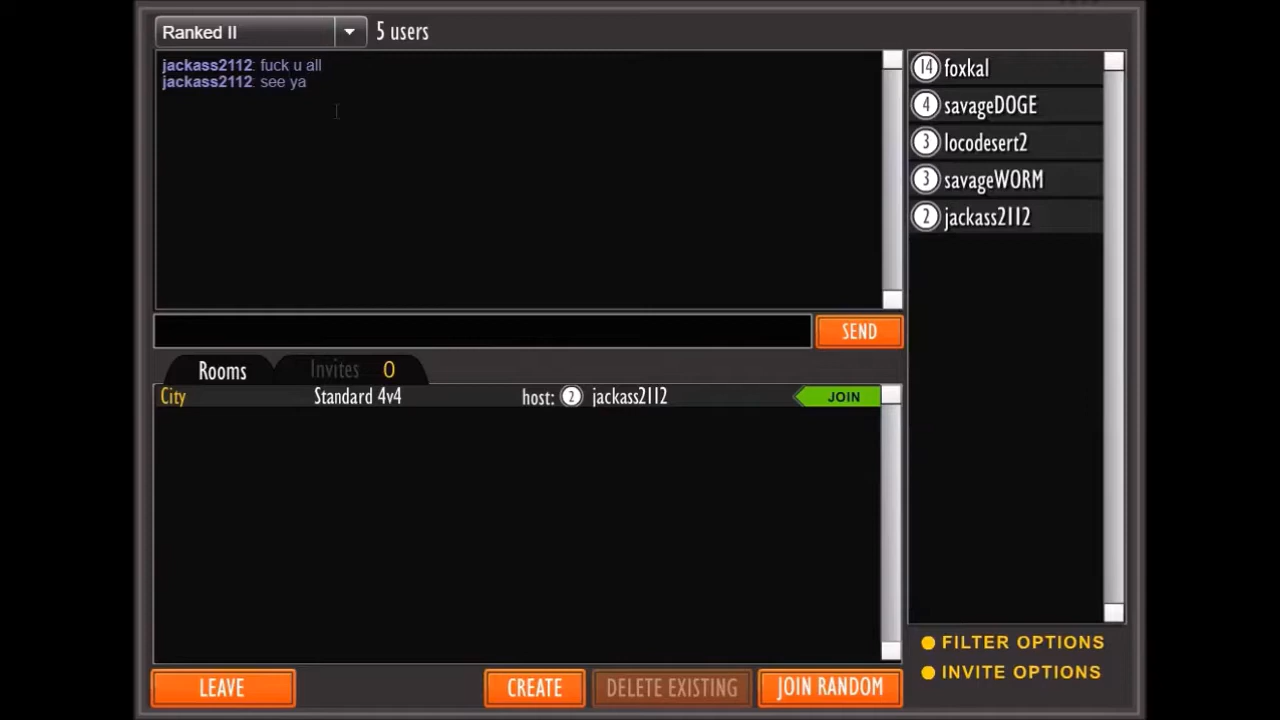 Ranked II
5 users
jackass2112: fuck u all
jackass2112: see ya
14 foxkal
4 savageDOGE
3 locodesert2
3 savageWORM
2 jackass2112
SEND
Rooms
Invites 0
City Standard 4v4 host: 2 jackass2112 JOIN
FILTER OPTIONS
INVITE OPTIONS
LEAVE
CREATE
DELETE EXISTING
JOIN RANDOM